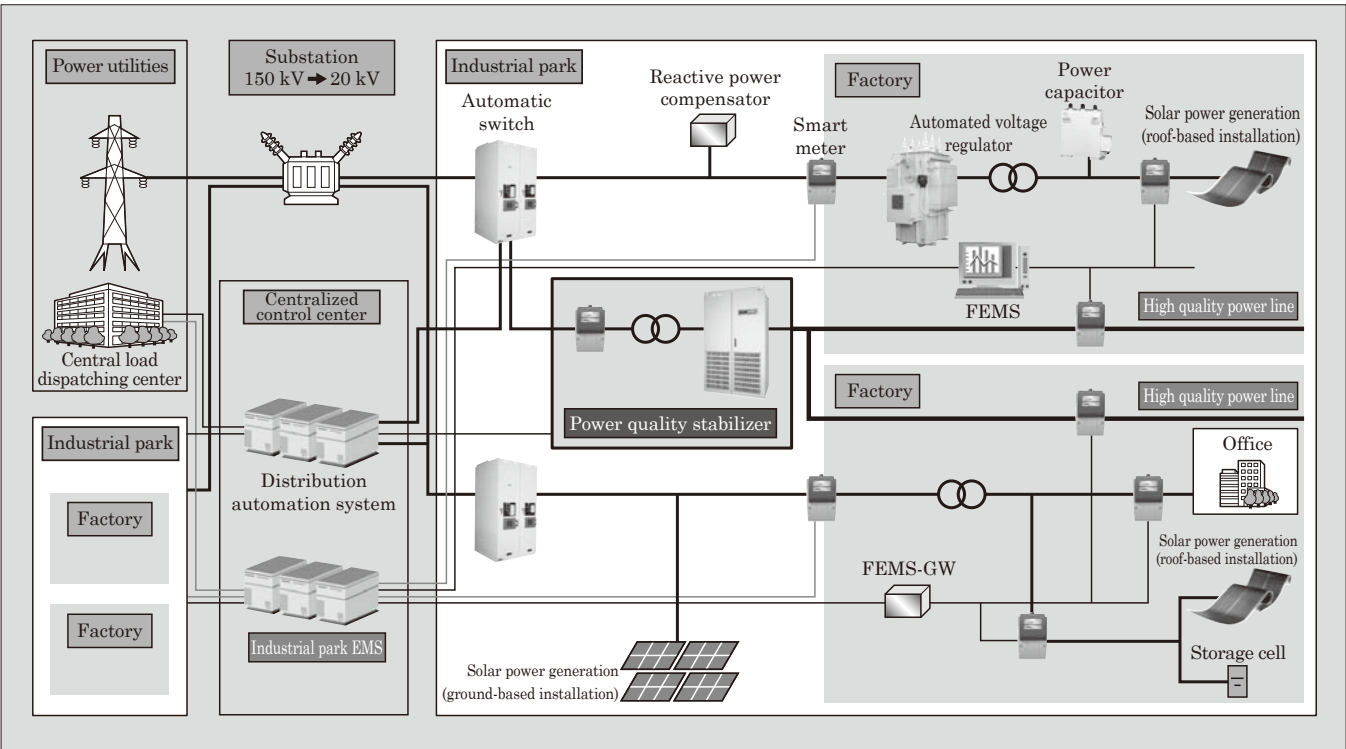 Power utilities
Substation
150 kV ➔ 20 kV
Industrial park
Automatic
switch
Reactive power
compensator
Smart
meter
Factory
Automated voltage
regulator
Power
capacitor
Solar power generation
(roof-based installation)
FEMS
High quality power line
Central load
dispatching center
Centralized
control center
Power quality stabilizer
Factory
High quality power line
Industrial park
Factory
Factory
Distribution
automation system
Industrial park EMS
Office
FEMS-GW
Solar power generation
(roof-based installation)
Storage cell
Solar power generation
(ground-based installation)